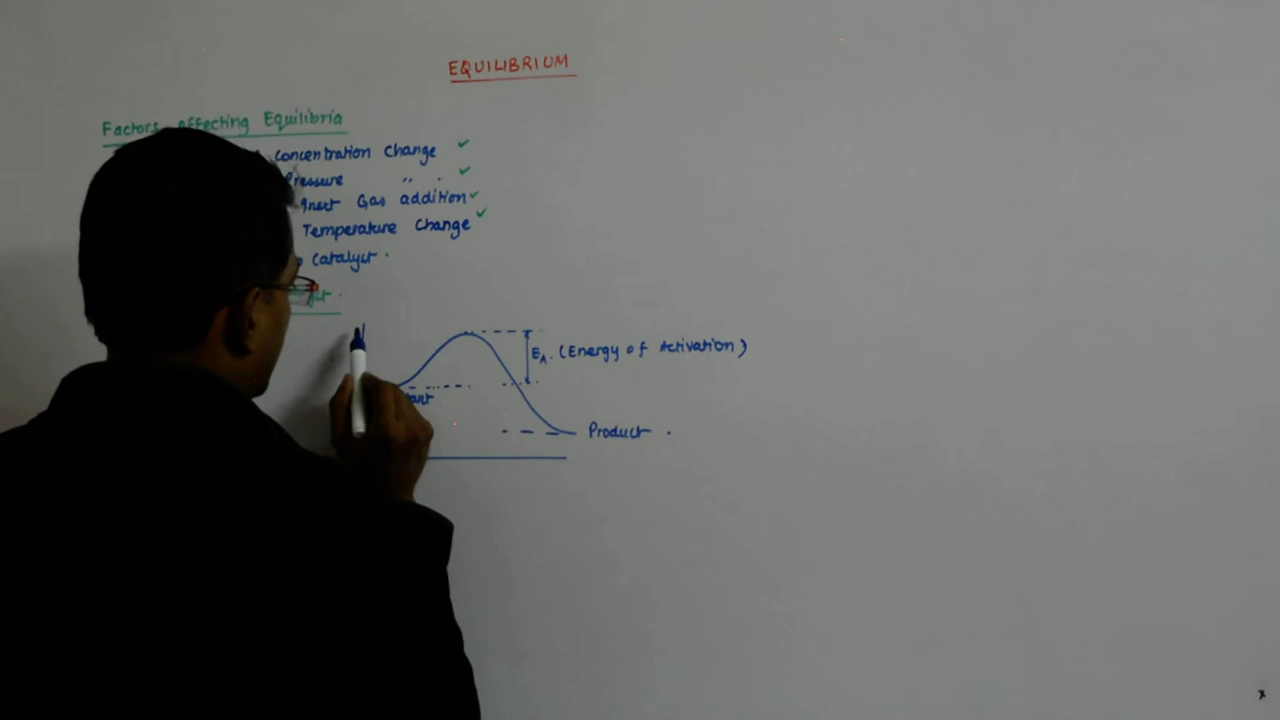 EQUILIBRIUM
Factors affecting Equilibria
Concentration Change ✓
Pressure ,, . ✓
Inert Gas addition ✓
Temperature Change ✓
Catalyst .
EA. (Energy of Activation)
Product .